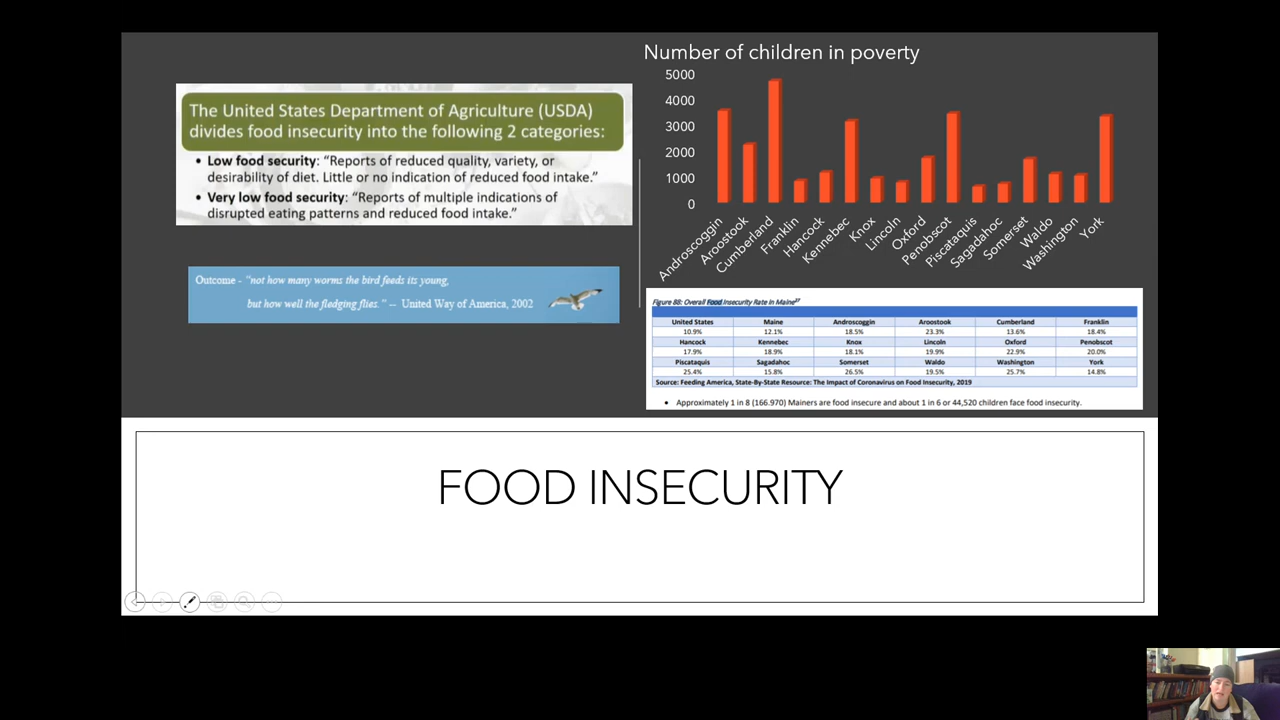 The United States Department of Agriculture (USDA)
divides food insecurity into the following 2 categories:
• Low food security: “Reports of reduced quality, variety, or
desirability of diet. Little or no indication of reduced food intake.”
• Very low food security: “Reports of multiple indications of
disrupted eating patterns and reduced food intake.”
Outcome - "not how many worms the bird feeds its young,
but how well the fledging flies." -- United Way of America, 2002
Number of children in poverty
5000
4000
3000
2000
1000
0
Androscoggin
Aroostook
Cumberland
Franklin
Hancock
Kennebec
Knox
Lincoln
Oxford
Penobscot
Piscataquis
Sagadahoc
Somerset
Waldo
Washington
York
Figure 88: Overall Food Insecurity Rate in Maine³⁷
United States Maine Androscoggin Aroostook Cumberland Franklin
10.9% 12.1% 18.5% 23.3% 13.6% 18.4%
Hancock Kennebec Knox Lincoln Oxford Penobscot
17.9% 18.9% 18.1% 19.9% 22.9% 20.0%
Piscataquis Sagadahoc Somerset Waldo Washington York
25.4% 15.8% 26.5% 19.5% 25.7% 14.8%
Source: Feeding America, State-By-State Resource: The Impact of Coronavirus on Food Insecurity, 2019
• Approximately 1 in 8 (166.970) Mainers are food insecure and about 1 in 6 or 44,520 children face food insecurity.
FOOD INSECURITY